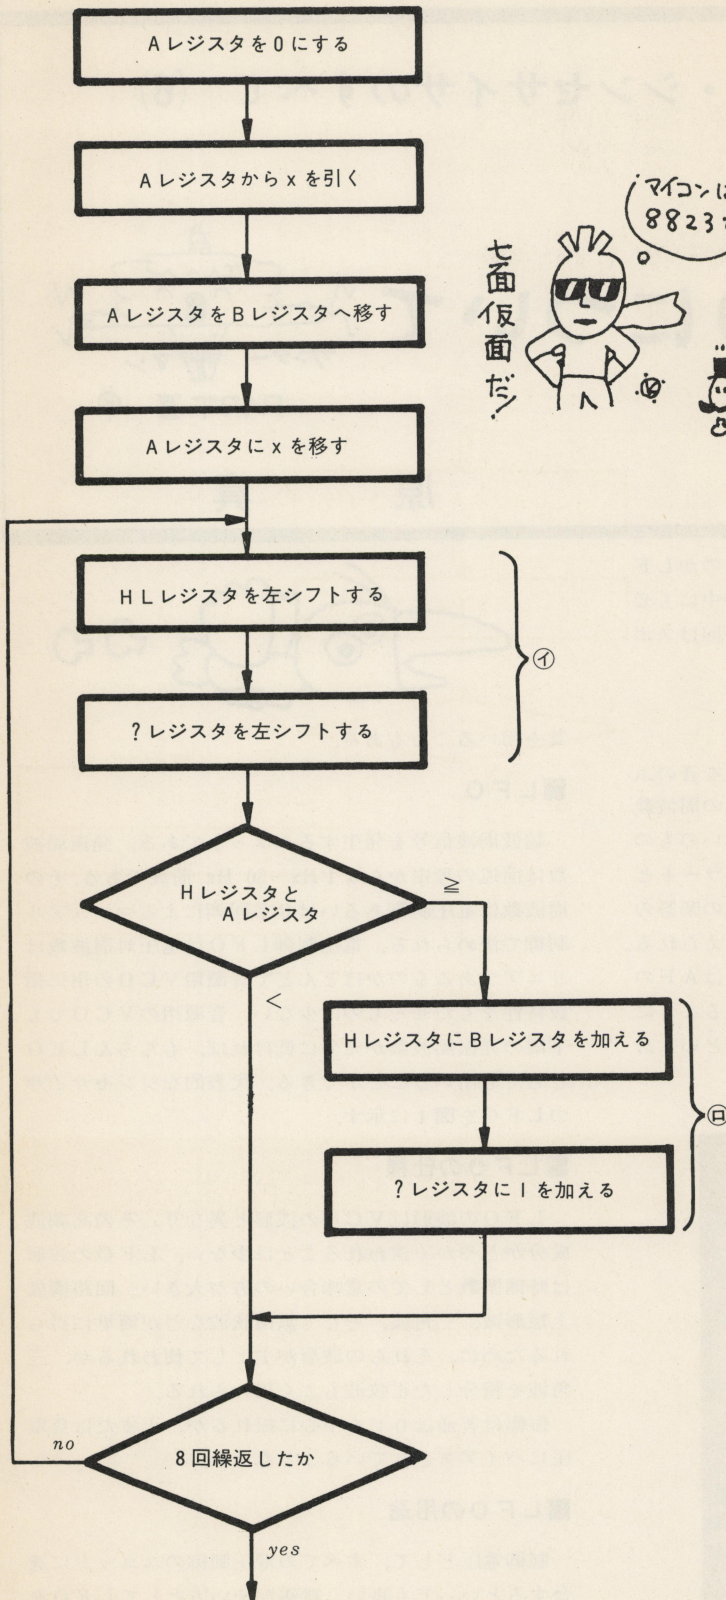 Aレジスタを0にする
Aレジスタからxを引く
AレジスタをBレジスタへ移す
Aレジスタにxを移す
HLレジスタを左シフトする
?レジスタを左シフトする
㋑
Hレジスタと
Aレジスタ
≧
<
HレジスタにBレジスタを加える
?レジスタに1を加える
㋺
8回繰返したか
no
yes
七面仮面だ!
マイコンは
8823